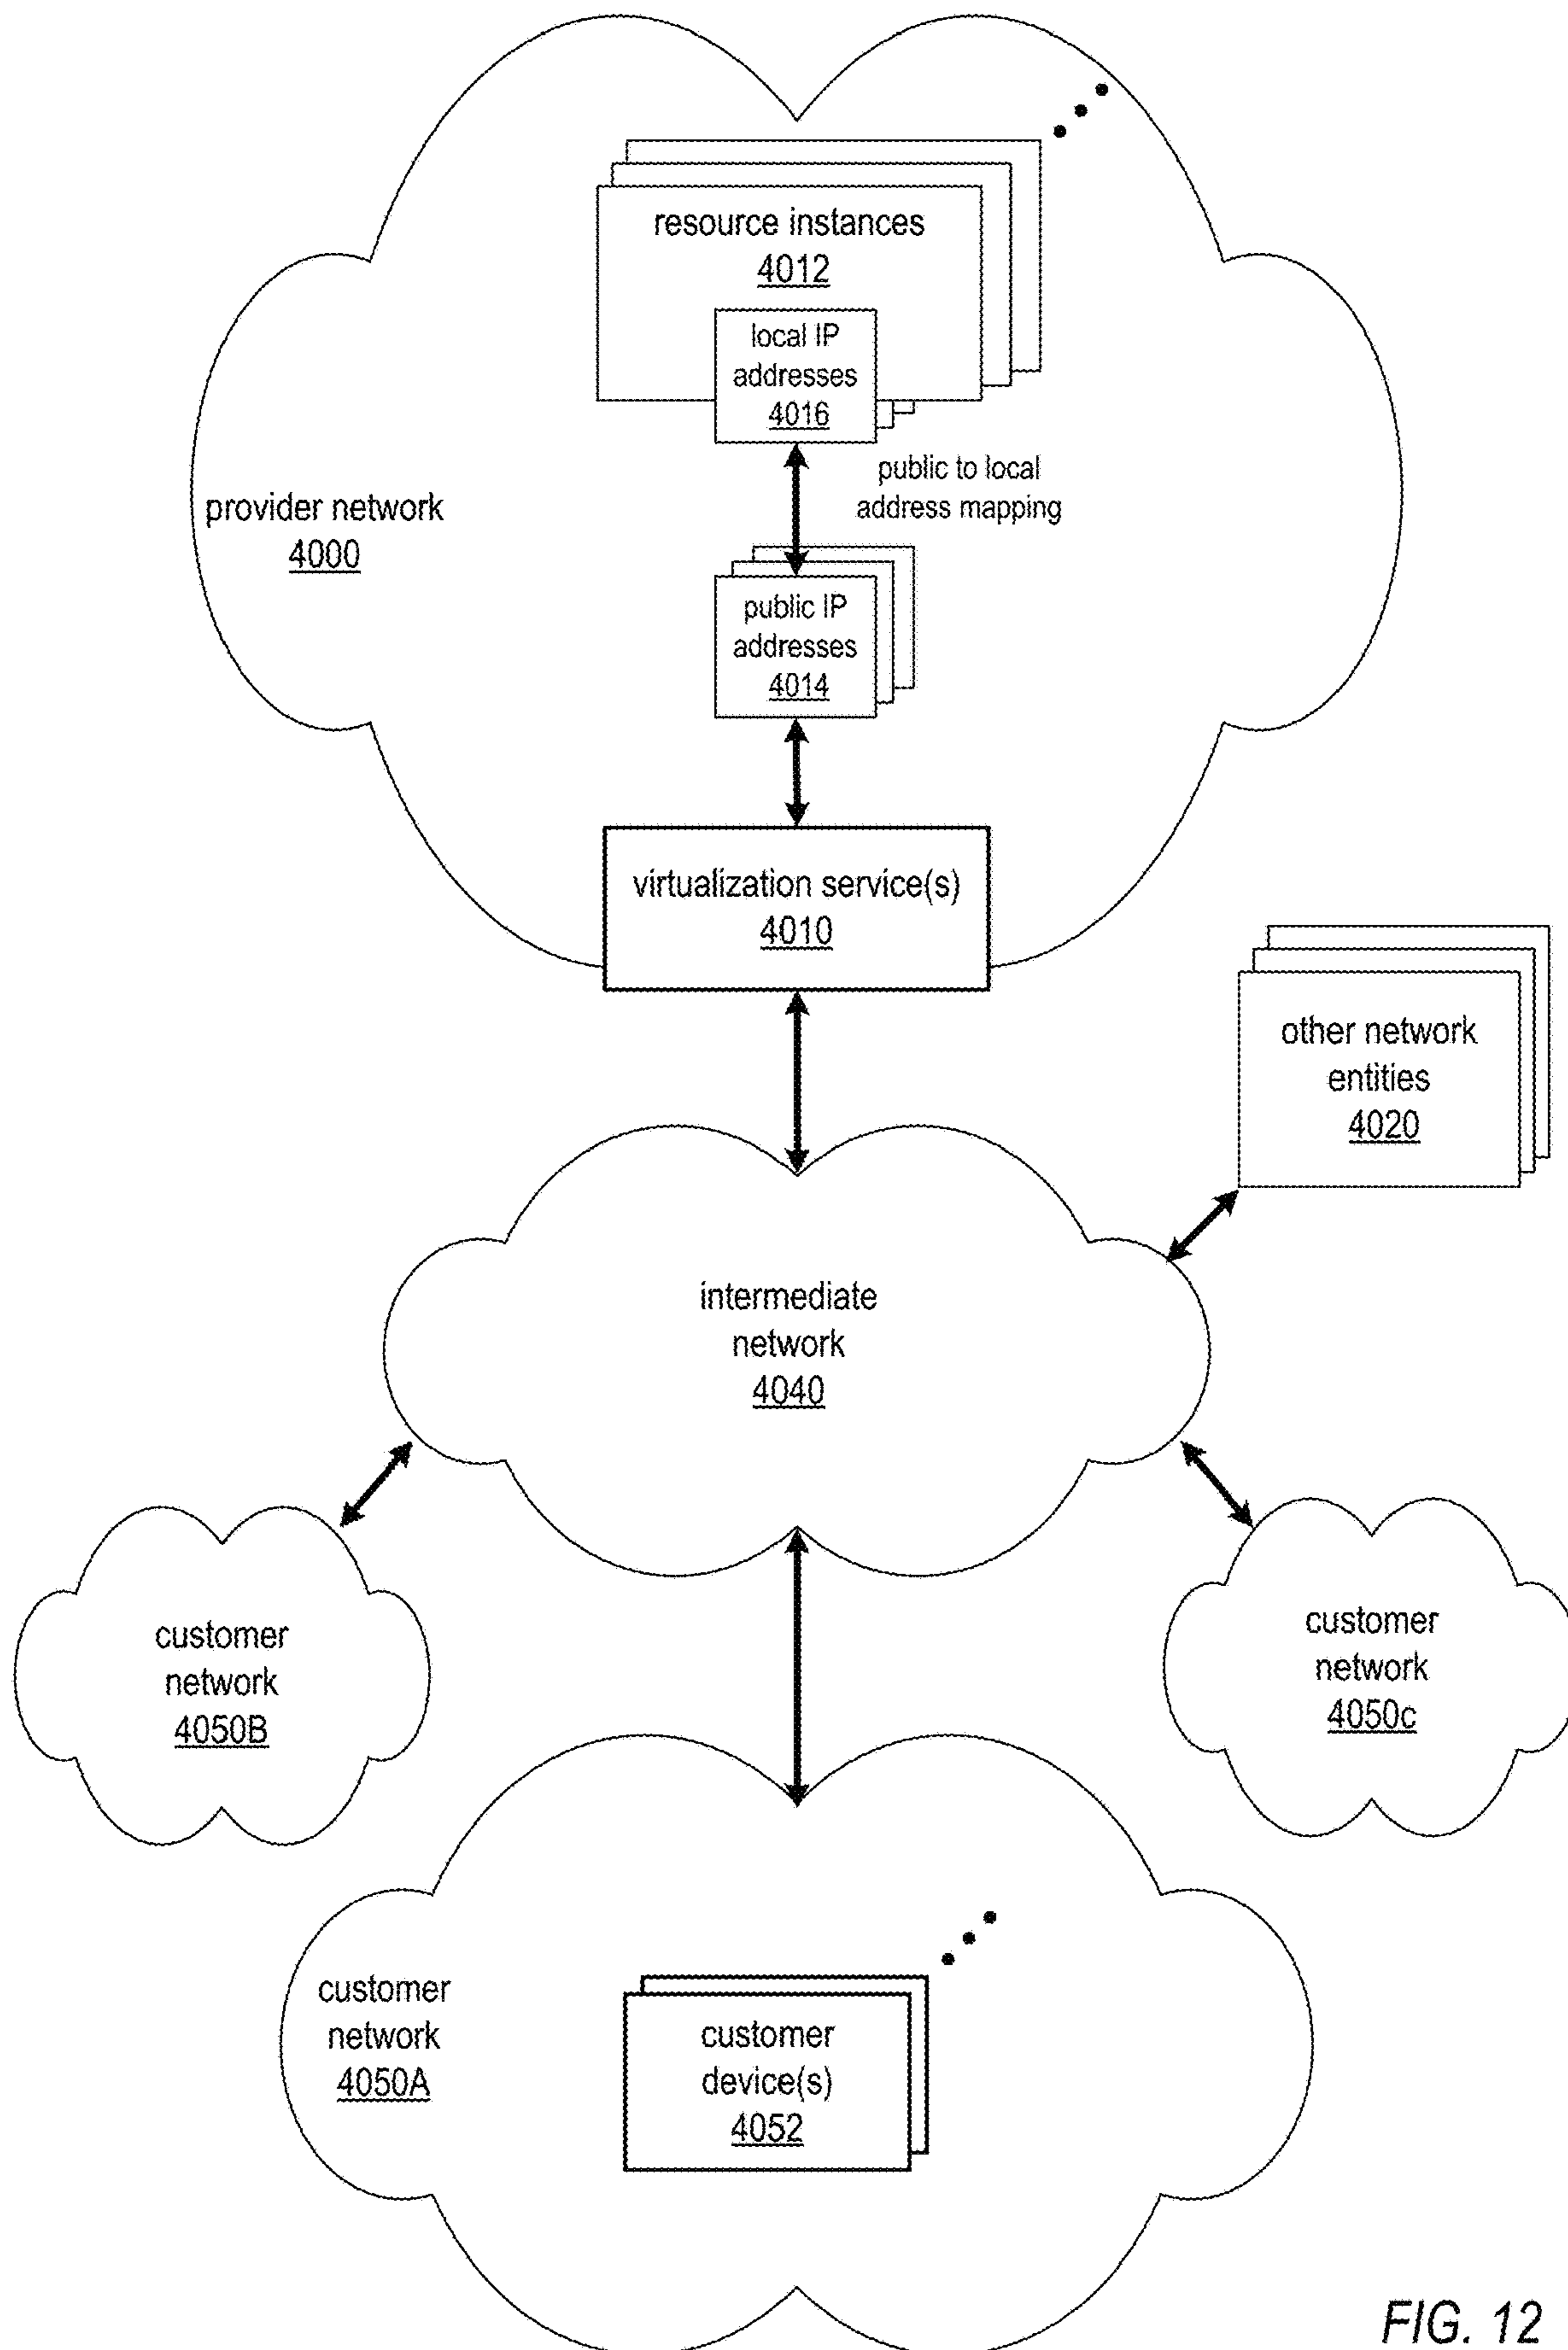 resource instances
4012
local IP
addresses
4016
public to local
address mapping
provider network
4000
public IP
addresses
4014
virtualization service(s)
4010
other network
entities
4020
intermediate
network
4040
customer
network
4050B
customer
network
4050c
customer
network
4050A
customer
device(s)
4052
FIG. 12